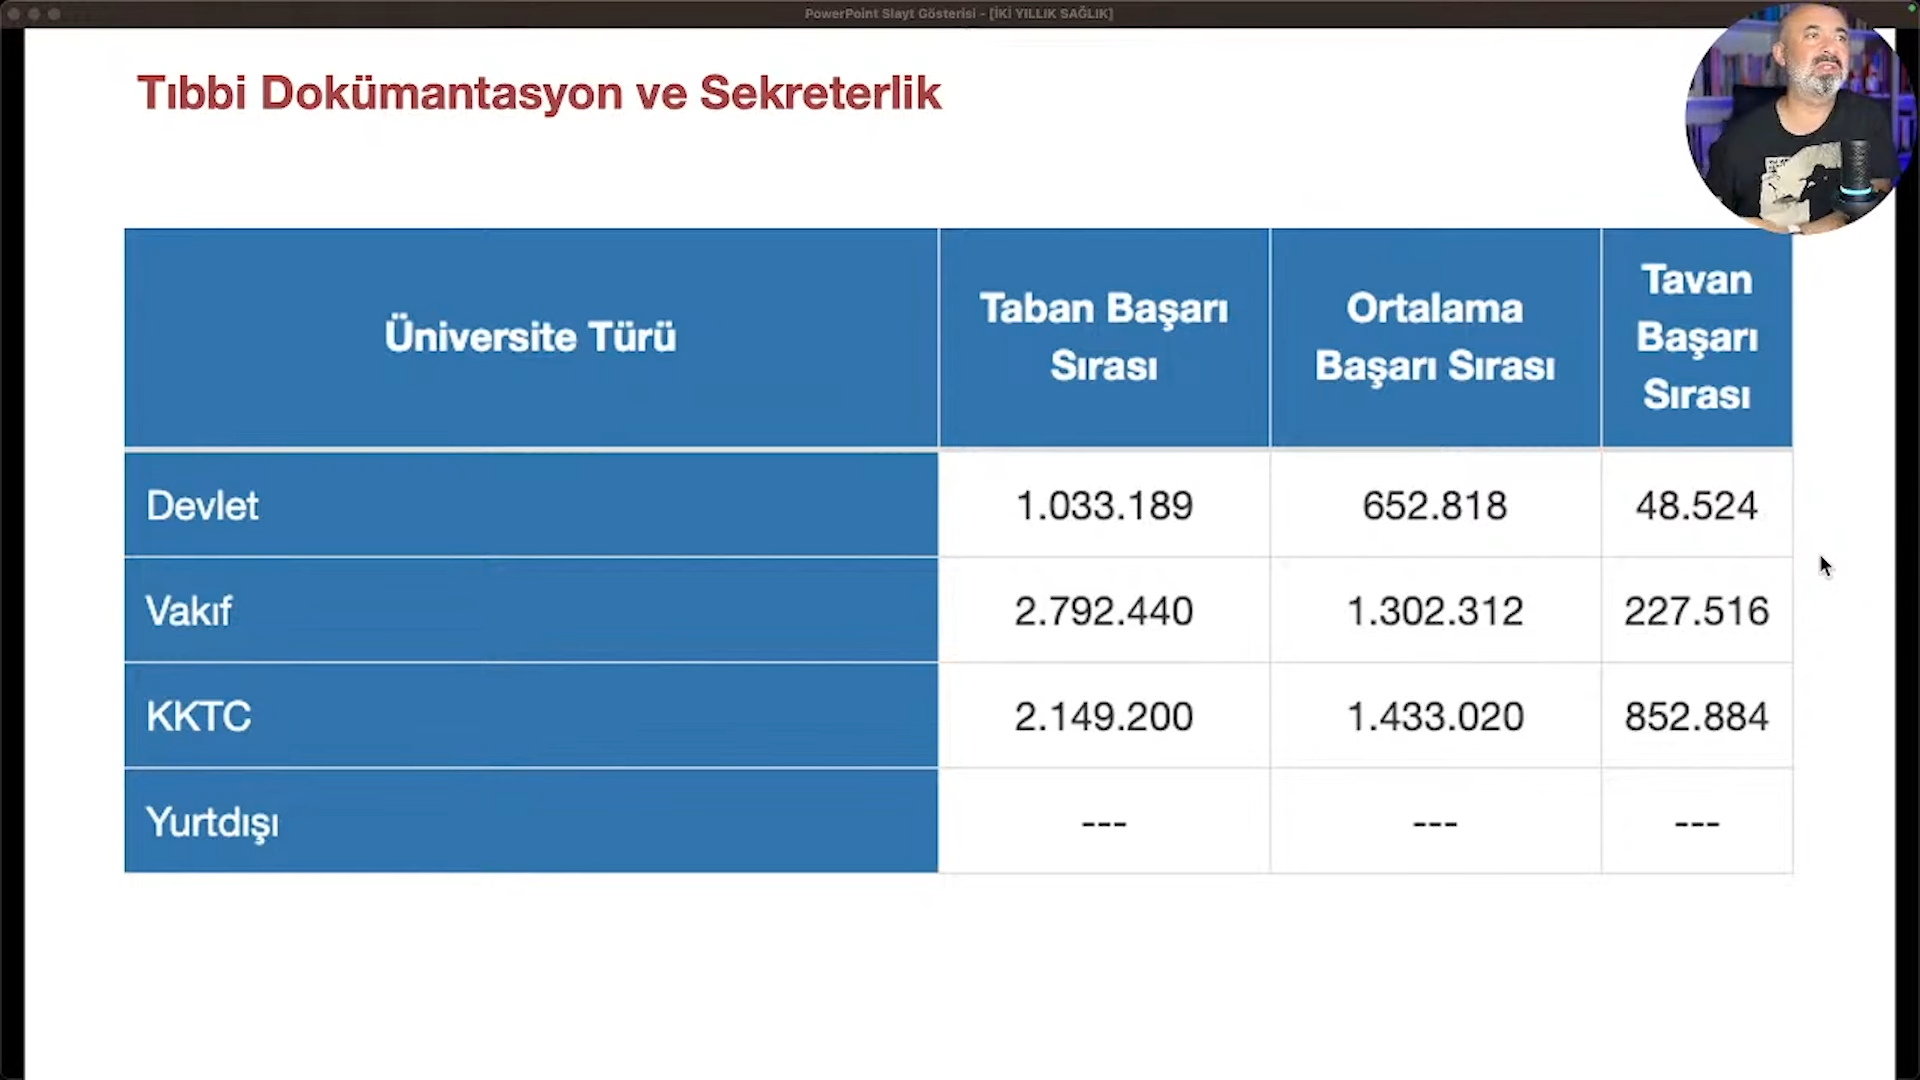 PowerPoint Slayt Gösterisi - [İKİ YILLIK SAĞLIK]
Tıbbi Dokümantasyon ve Sekreterlik
Üniversite Türü
Taban Başarı
Sırası
Ortalama
Başarı Sırası
Tavan
Başarı
Sırası
Devlet 1.033.189 652.818 48.524
Vakıf 2.792.440 1.302.312 227.516
KKTC 2.149.200 1.433.020 852.884
Yurtdışı --- --- ---